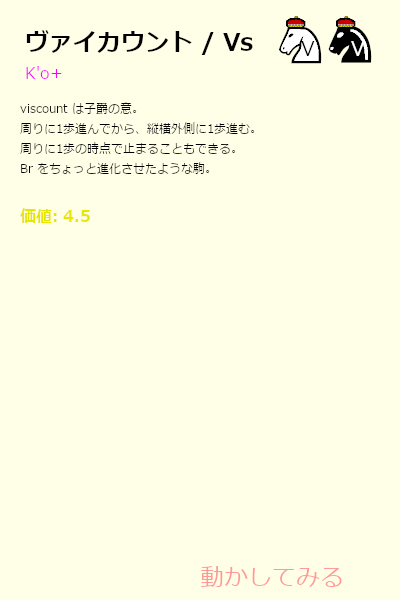 ヴァイカウント / Vs
K'o+
viscount は子爵の意。
周りに1歩進んでから、縦横外側に1歩進む。
周りに1歩の時点で止まることもできる。
Br をちょっと進化させたような駒。
価値: 4.5
動かしてみる